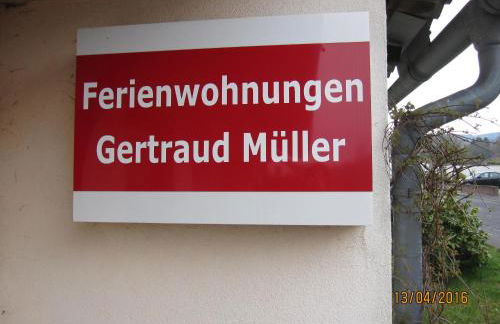 Ferienwohnungen
Gertraud Müller
13/04/2016